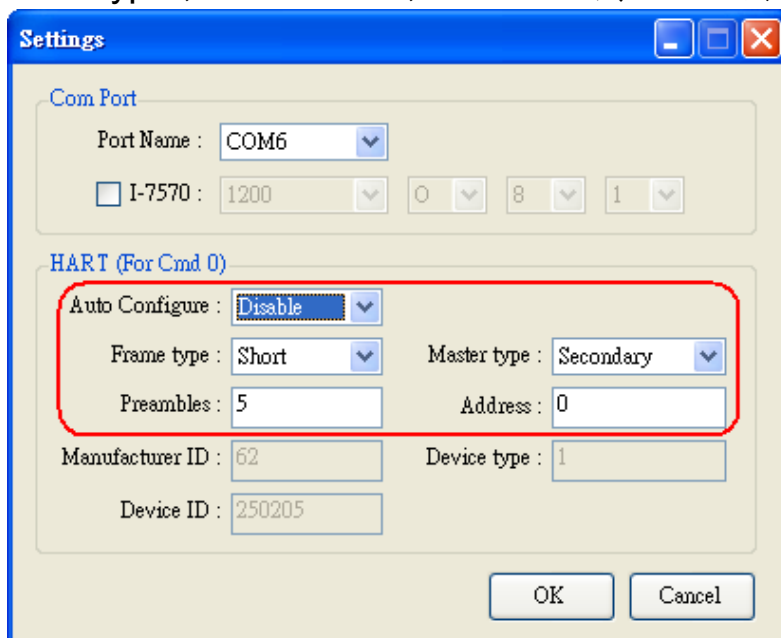 Settings
Com Port
Port Name : COM6
I-7570 : 1200 O 8 1
HART (For Cmd 0)
Auto Configure : Disable
Frame type : Short Master type : Secondary
Preambles : 5 Address : 0
Manufacturer ID : 62 Device type : 1
Device ID : 250205
OK Cancel